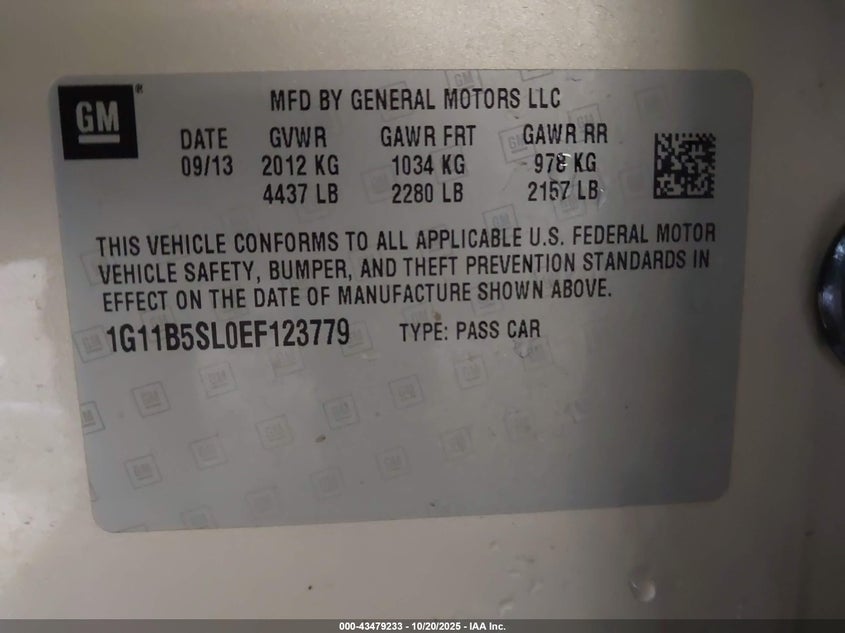 GM
MFD BY GENERAL MOTORS LLC
DATE GVWR GAWR FRT GAWR RR
09/13 2012 KG 1034 KG 978 KG
4437 LB 2280 LB 2157 LB
THIS VEHICLE CONFORMS TO ALL APPLICABLE U.S. FEDERAL MOTOR
VEHICLE SAFETY, BUMPER, AND THEFT PREVENTION STANDARDS IN
EFFECT ON THE DATE OF MANUFACTURE SHOWN ABOVE.
1G11B5SL0EF123779 TYPE: PASS CAR
000-43479233 | 10/20/2025 - IAA Inc.